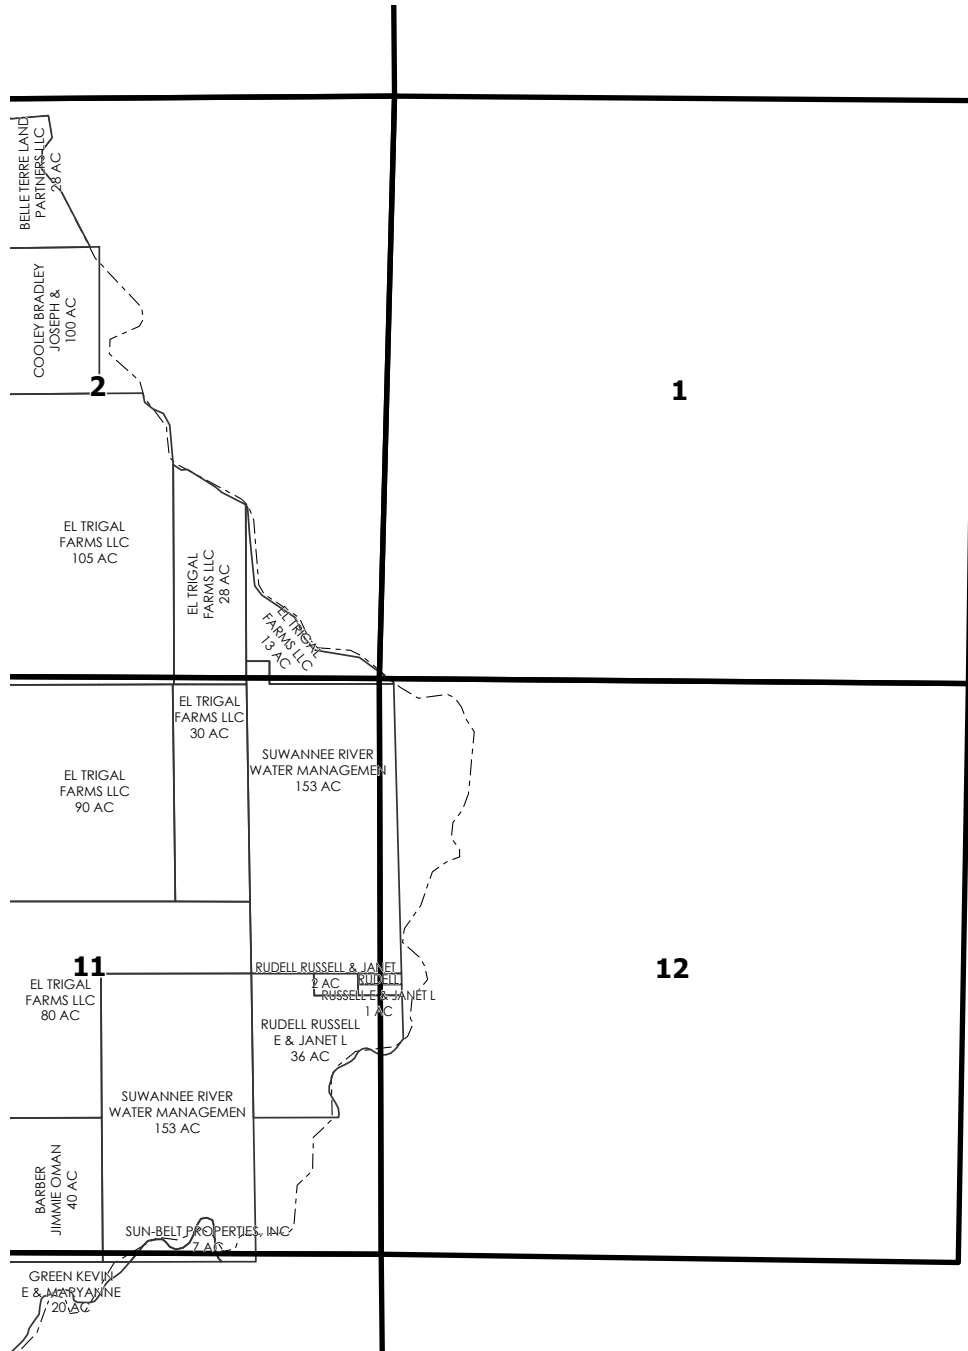 BELLE TERRE LAND
PARTNERS LLC
28 AC
COOLEY BRADLEY
JOSEPH &
100 AC
2
1
EL TRIGAL
FARMS LLC
105 AC
EL TRIGAL
FARMS LLC
28 AC
EL TRIGAL
FARMS LLC
13 AC
EL TRIGAL
FARMS LLC
30 AC
SUWANNEE RIVER
WATER MANAGEMEN
153 AC
EL TRIGAL
FARMS LLC
90 AC
11
12
RUDELL RUSSELL & JANET
2 AC
RUDELL
RUSSELL E & JANET L
1 AC
EL TRIGAL
FARMS LLC
80 AC
RUDELL RUSSELL
E & JANET L
36 AC
SUWANNEE RIVER
WATER MANAGEMEN
153 AC
BARBER
JIMMIE OMAN
40 AC
SUN-BELT PROPERTIES, INC
7 AC
GREEN KEVIN
E & MARYANNE
20 AC